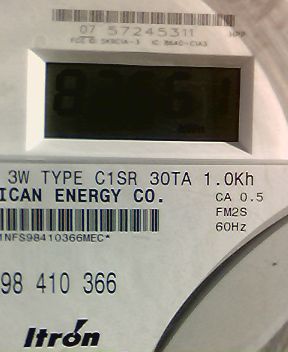 07 57245311
3W TYPE C1SR 30TA 1.0Kh
ICAN ENERGY CO.
CA 0.5
FM2S
60Hz
1NFS98410366MEC*
98 410 366
Itrón